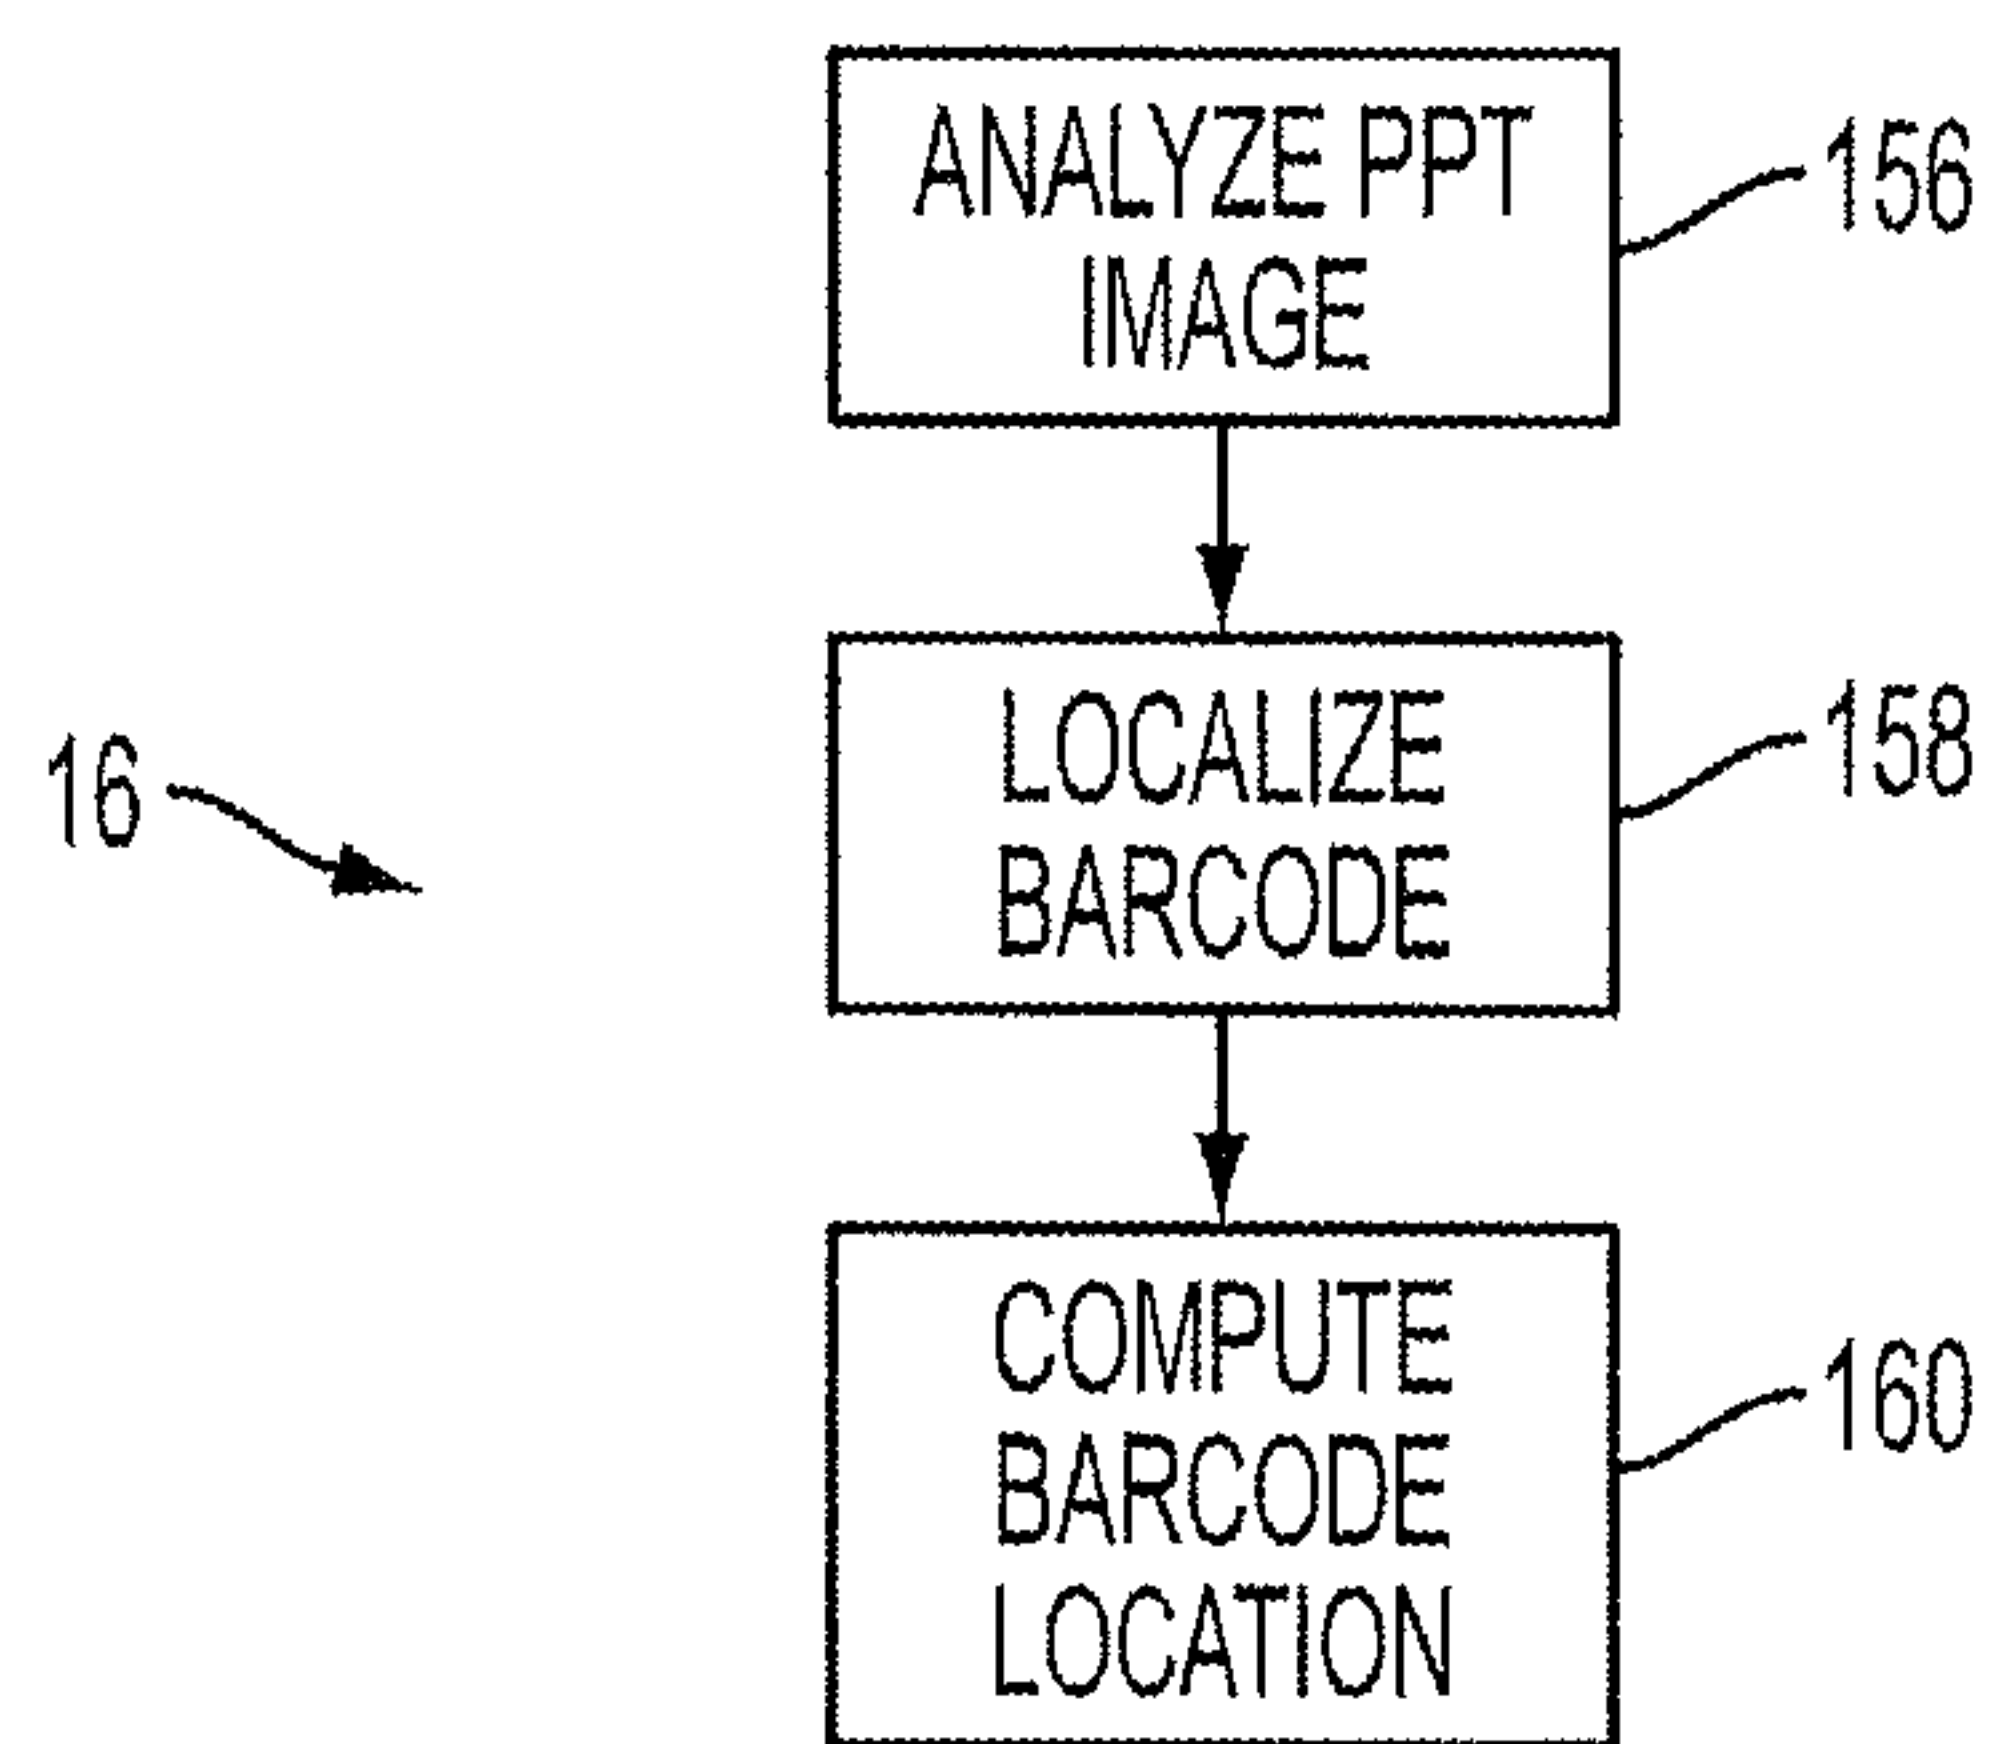 ANALYZE PPT
IMAGE
156
LOCALIZE
BARCODE
158
16
COMPUTE
BARCODE
LOCATION
160